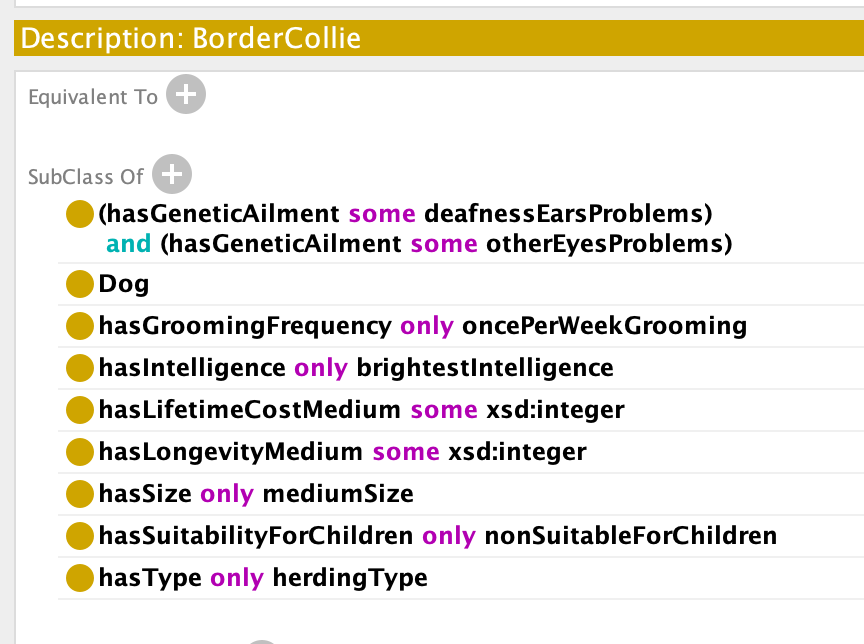 Description: BorderCollie
Equivalent To
SubClass Of
(hasGeneticAilment some deafnessEarsProblems)
and (hasGeneticAilment some otherEyesProblems)
Dog
hasGroomingFrequency only oncePerWeekGrooming
hasIntelligence only brightestIntelligence
hasLifetimeCostMedium some xsd:integer
hasLongevityMedium some xsd:integer
hasSize only mediumSize
hasSuitabilityForChildren only nonSuitableForChildren
hasType only herdingType